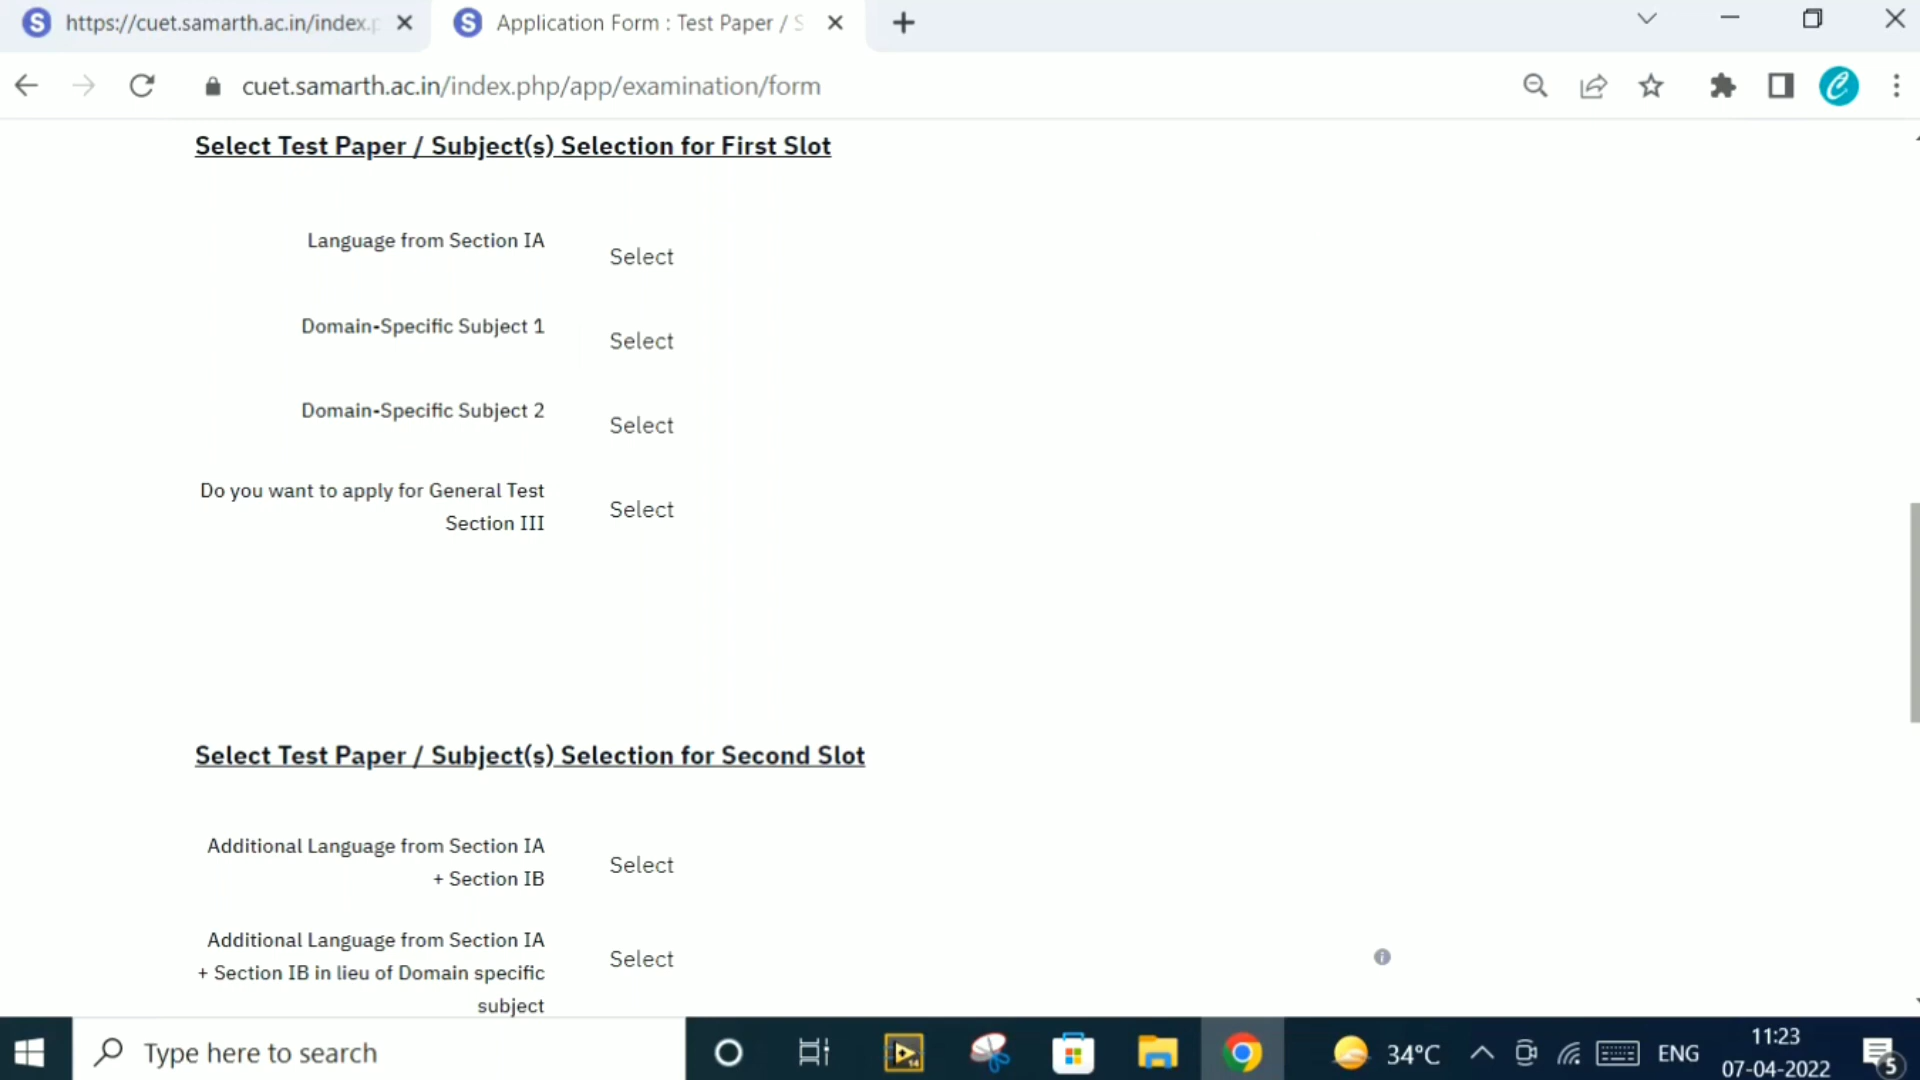 https://cuet.samarth.ac.in/index.p
Application Form : Test Paper / S
cuet.samarth.ac.in/index.php/app/examination/form
Select Test Paper / Subject(s) Selection for First Slot
Language from Section IA
Select
Domain-Specific Subject 1
Select
Domain-Specific Subject 2
Select
Do you want to apply for General Test
Section III
Select
Select Test Paper / Subject(s) Selection for Second Slot
Additional Language from Section IA
+ Section IB
Select
Additional Language from Section IA
+ Section IB in lieu of Domain specific
subject
Select
Type here to search
34°C
ENG
11:23
07-04-2022
5